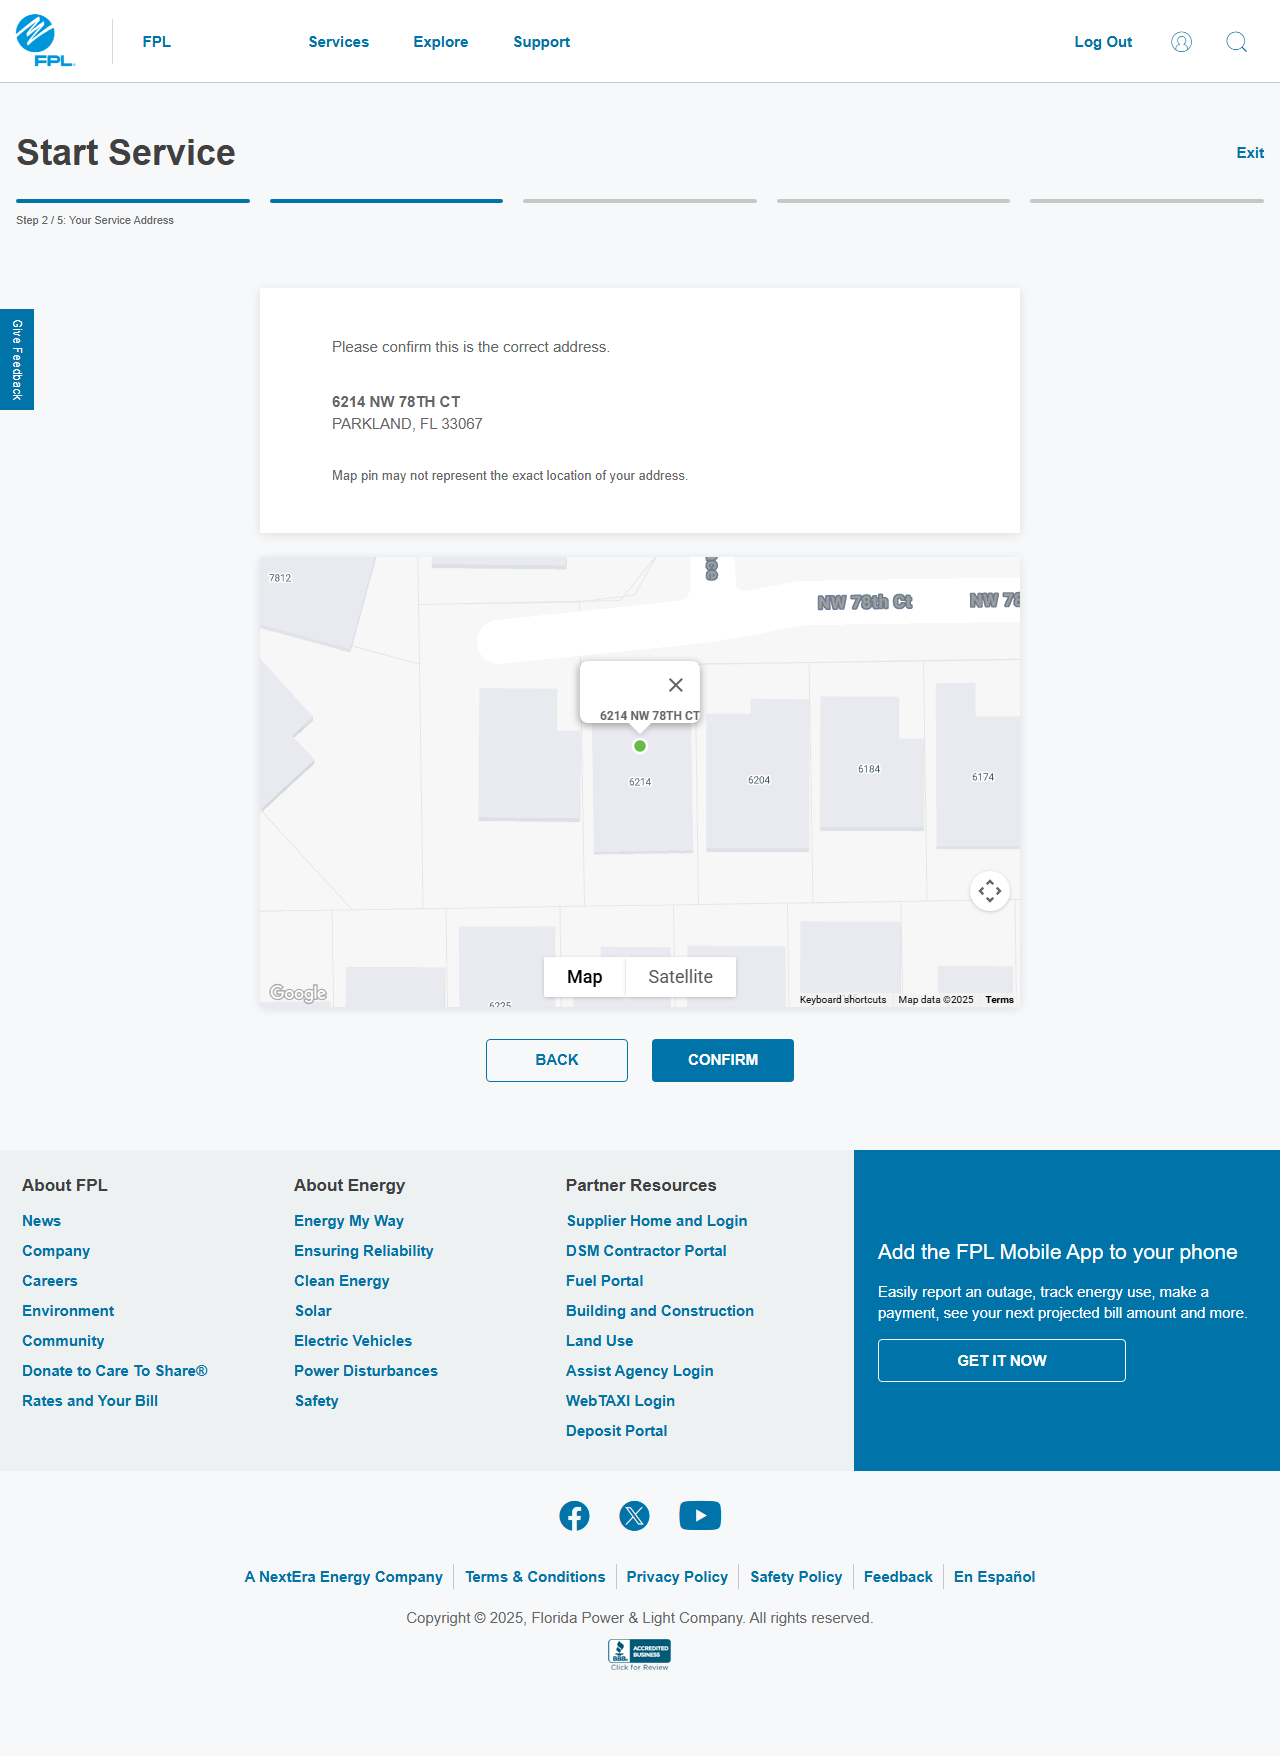 FPL
FPL
Services
Explore
Support
Log Out
Start Service
Exit
Step 2 / 5: Your Service Address
Give Feedback
Please confirm this is the correct address.
6214 NW 78TH CT
PARKLAND, FL 33067
Map pin may not represent the exact location of your address.
7812
NW 78th Ct
NW 78
6214 NW 78TH CT
6214
6204
6184
6174
6225
Map
Satellite
Google
Keyboard shortcuts
Map data ©2025
Terms
BACK
CONFIRM
About FPL
News
Company
Careers
Environment
Community
Donate to Care To Share®
Rates and Your Bill
About Energy
Energy My Way
Ensuring Reliability
Clean Energy
Solar
Electric Vehicles
Power Disturbances
Safety
Partner Resources
Supplier Home and Login
DSM Contractor Portal
Fuel Portal
Building and Construction
Land Use
Assist Agency Login
WebTAXI Login
Deposit Portal
Add the FPL Mobile App to your phone
Easily report an outage, track energy use, make a
payment, see your next projected bill amount and more.
GET IT NOW
A NextEra Energy Company
Terms & Conditions
Privacy Policy
Safety Policy
Feedback
En Español
Copyright © 2025, Florida Power & Light Company. All rights reserved.
BBB
ACCREDITED
BUSINESS
Click for Review